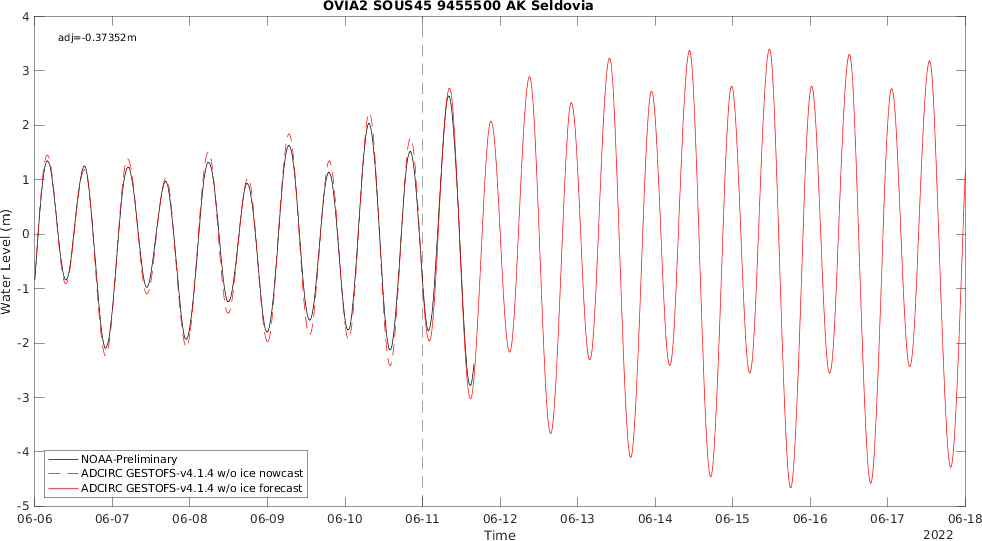 OVIA2 SOUS45 9455500 AK Seldovia
adj=-0.37352m
4
3
2
1
0
-1
-2
-3
-4
-5
Water Level (m)
NOAA-Preliminary
ADCIRC GESTOFS-v4.1.4 w/o ice nowcast
ADCIRC GESTOFS-v4.1.4 w/o ice forecast
06-06 06-07 06-08 06-09 06-10 06-11 06-12 06-13 06-14 06-15 06-16 06-17 06-18
Time
2022